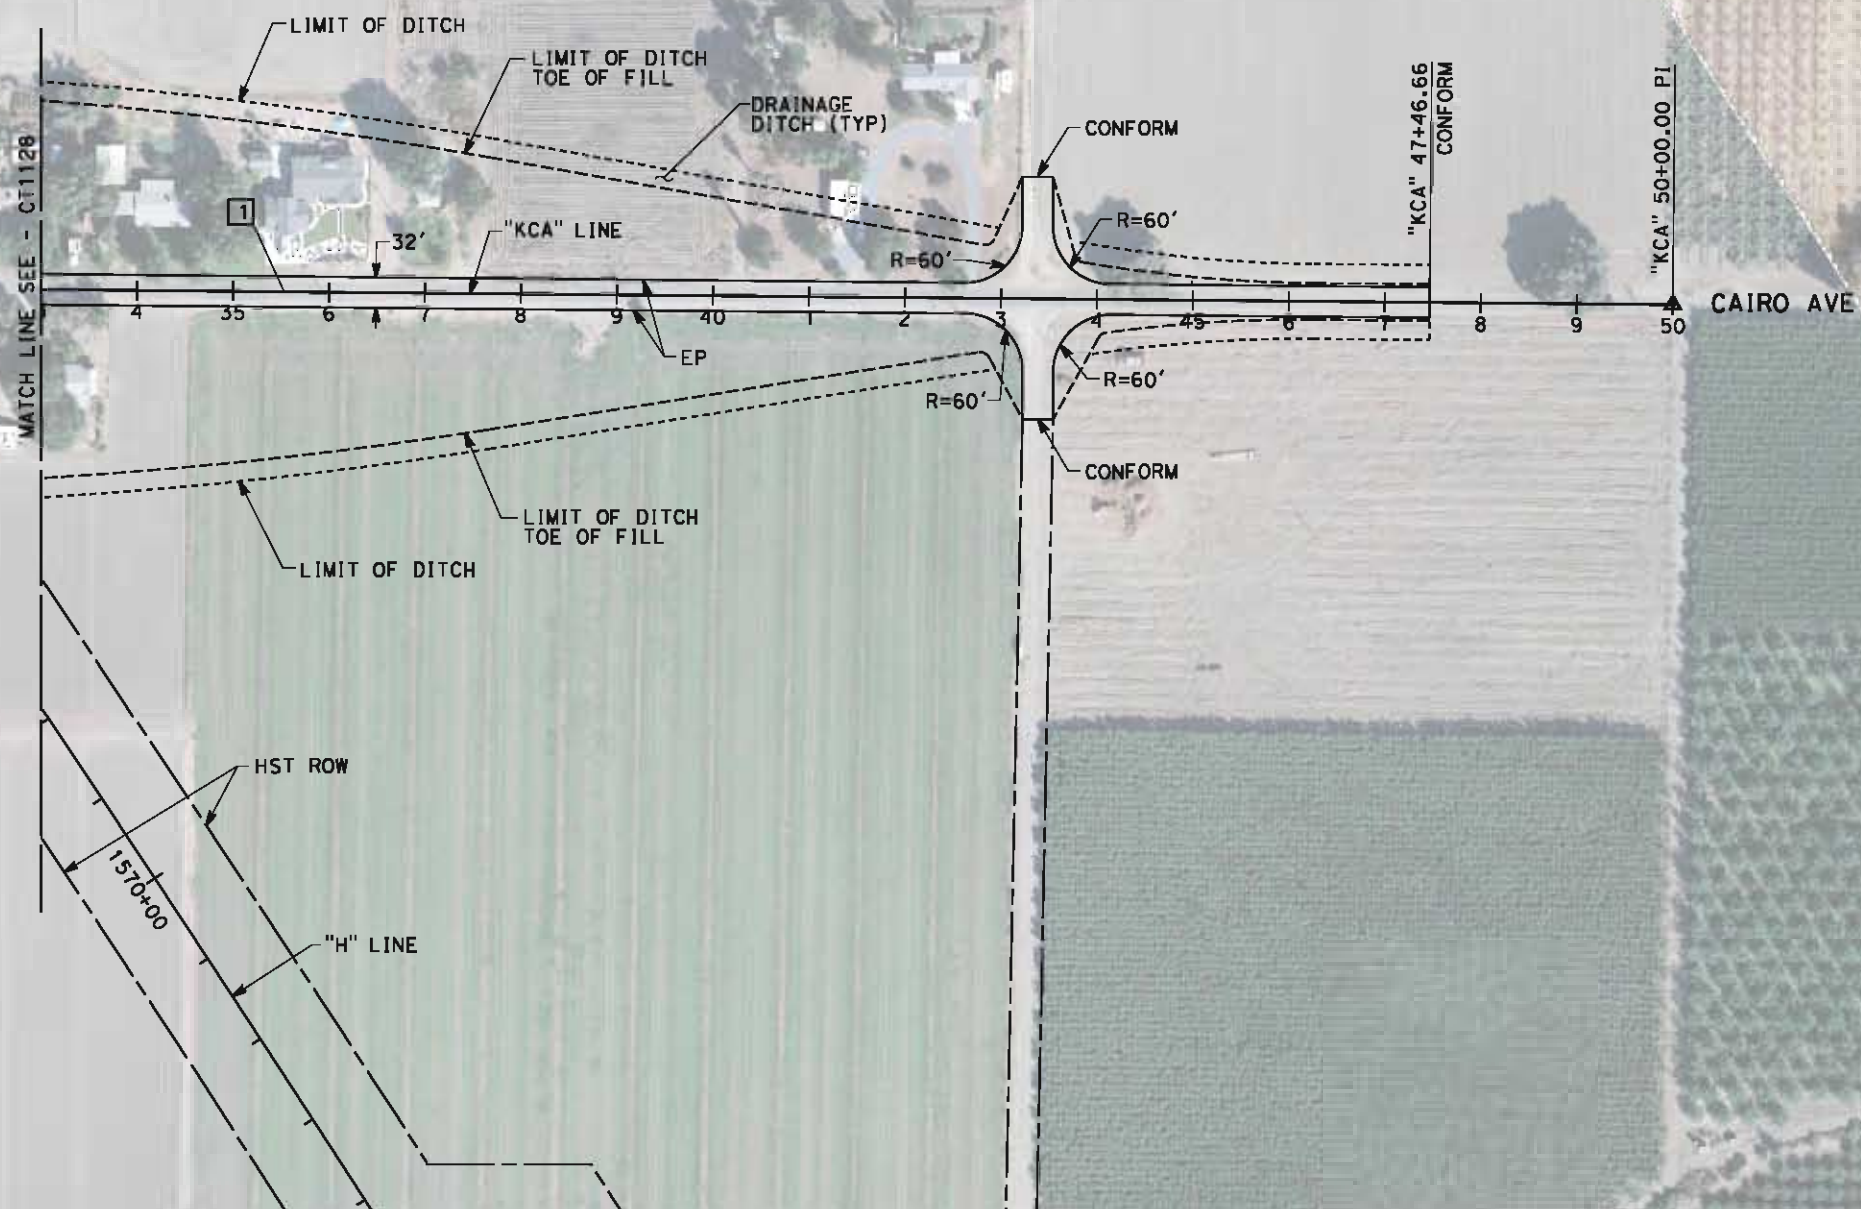 LIMIT OF DITCH
LIMIT OF DITCH
TOE OF FILL
DRAINAGE
DITCH (TYP)
CONFORM
"KCA" 47+46.66
CONFORM
"KCA" 50+00.00 PI
MATCH LINE SEE - CT1128
1
32'
"KCA" LINE
R=60'
R=60'
4 35 6 7 8 9 40 1 2 3 4 45 6 7 8 9 50
CAIRO AVE
EP
R=60'
R=60'
CONFORM
LIMIT OF DITCH
TOE OF FILL
LIMIT OF DITCH
HST ROW
1570+00
"H" LINE